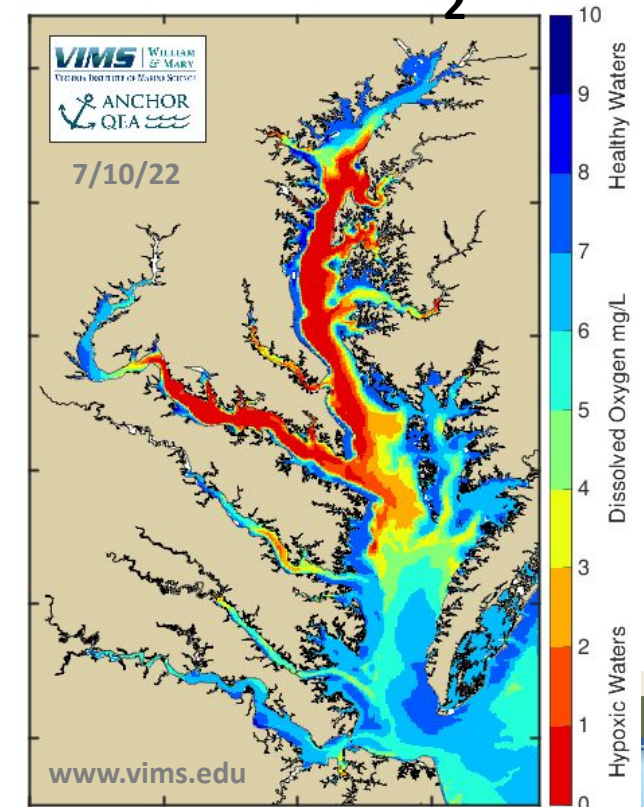 2
VIMS WILLIAM & MARY
VIRGINIA INSTITUTE OF MARINE SCIENCE
ANCHOR
QEA
7/10/22
www.vims.edu
10
9
8
7
6
5
4
3
2
1
0
Healthy Waters
Dissolved Oxygen mg/L
Hypoxic Waters